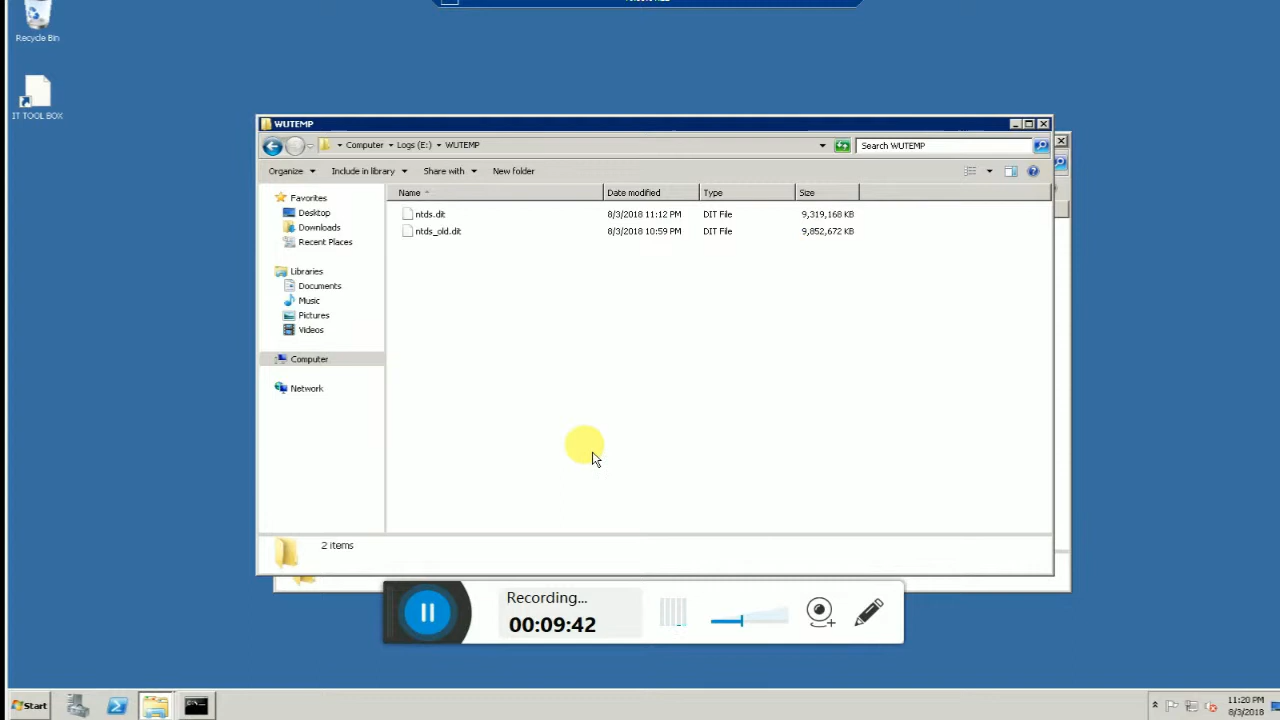 Recycle Bin
IT TOOL BOX
WUTEMP
Computer Logs (E:) WUTEMP
Search WUTEMP
Organize Include in library Share with New folder
Name Date modified Type Size
ntds.dit 8/3/2018 11:12 PM DIT File 9,319,168 KB
ntds_old.dit 8/3/2018 10:59 PM DIT File 9,852,672 KB
Favorites
Desktop
Downloads
Recent Places
Libraries
Documents
Music
Pictures
Videos
Computer
Network
2 items
Recording...
00:09:42
Start
11:20 PM
8/3/2018